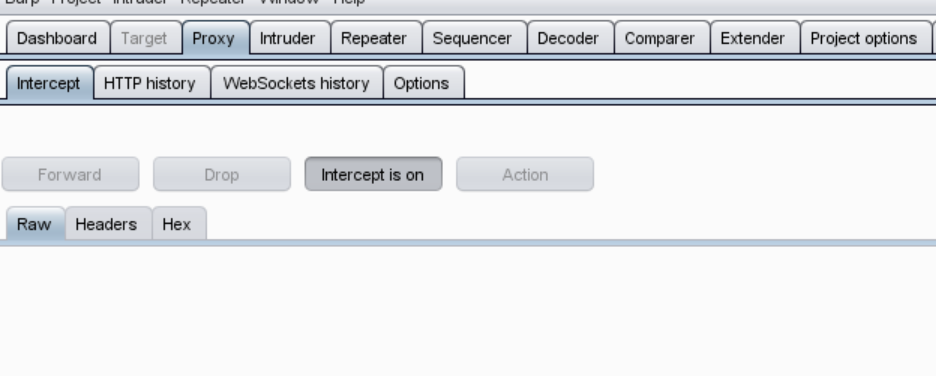 Burp Project Intruder Repeater Window Help
Dashboard Target Proxy Intruder Repeater Sequencer Decoder Comparer Extender Project options
Intercept HTTP history WebSockets history Options
Forward Drop Intercept is on Action
Raw Headers Hex